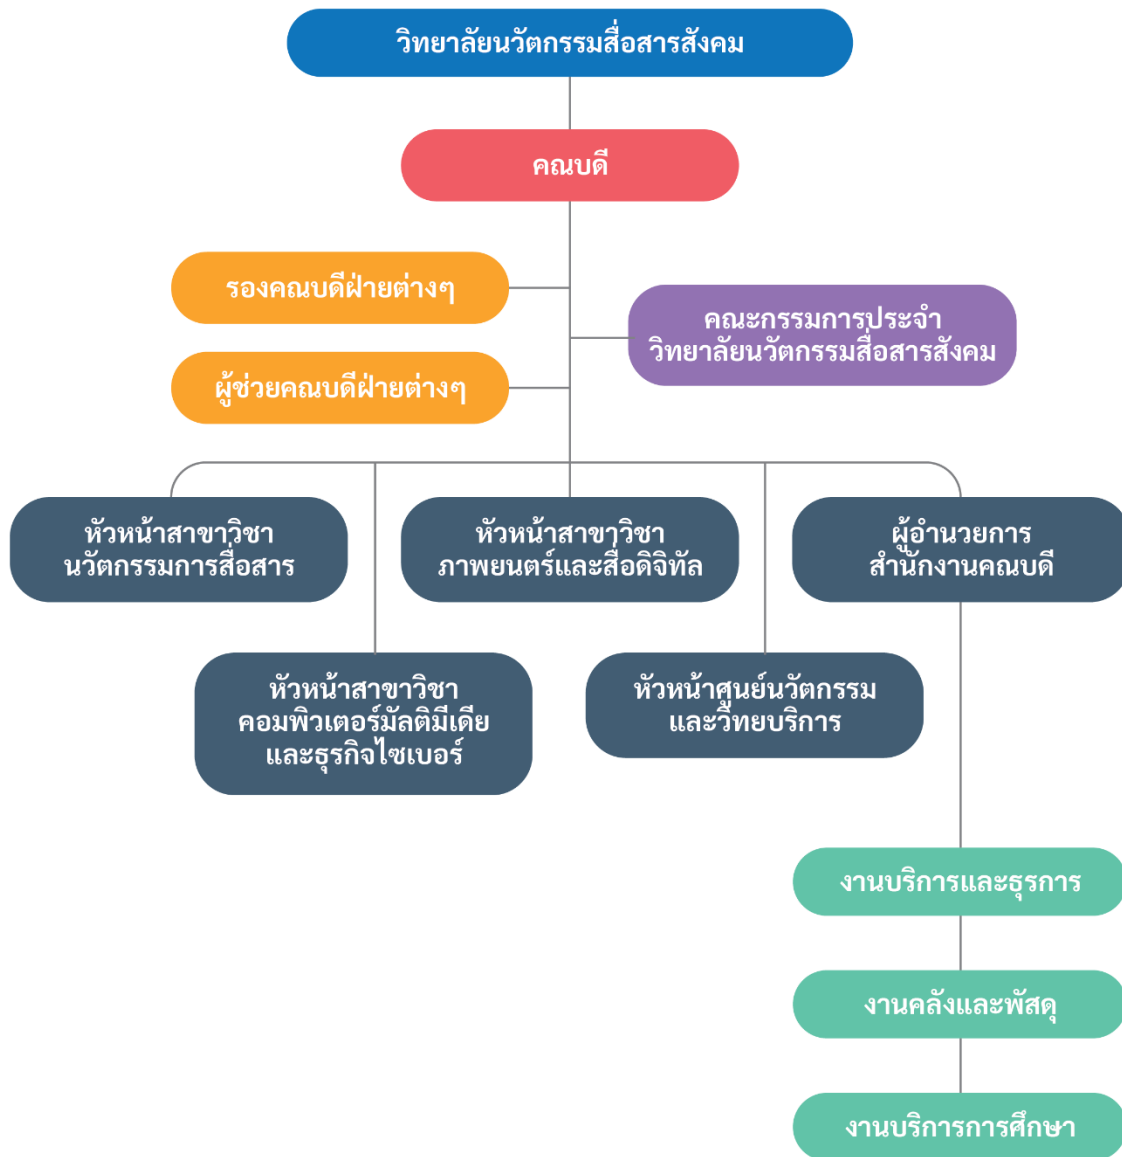 วิทยาลัยนวัตกรรมสื่อสารสังคม
คณบดี
รองคณบดีฝ่ายต่างๆ
คณะกรรมการประจำ
วิทยาลัยนวัตกรรมสื่อสารสังคม
ผู้ช่วยคณบดีฝ่ายต่างๆ
หัวหน้าสาขาวิชา
นวัตกรรมการสื่อสาร
หัวหน้าสาขาวิชา
ภาพยนตร์และสื่อดิจิทัล
ผู้อำนวยการ
สำนักงานคณบดี
หัวหน้าสาขาวิชา
คอมพิวเตอร์มัลติมีเดีย
และธุรกิจไซเบอร์
หัวหน้าศูนย์นวัตกรรม
และวิทยบริการ
งานบริการและธุรการ
งานคลังและพัสดุ
งานบริการการศึกษา